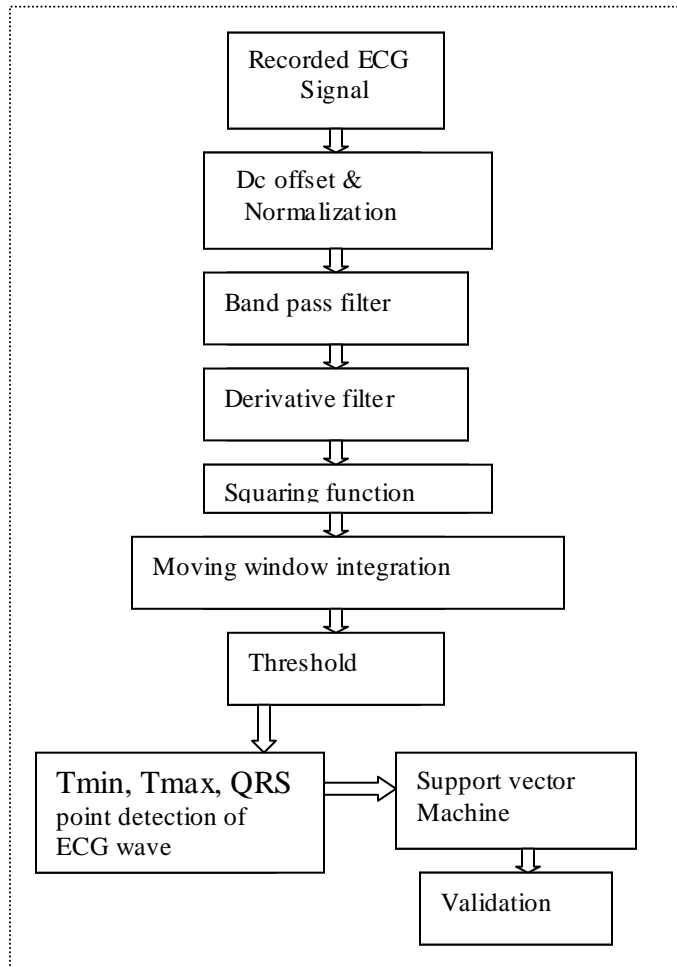 Recorded ECG
Signal
Dc offset &
Normalization
Band pass filter
Derivative filter
Squaring function
Moving window integration
Threshold
Tmin, Tmax, QRS
point detection of
ECG wave
Support vector
Machine
Validation